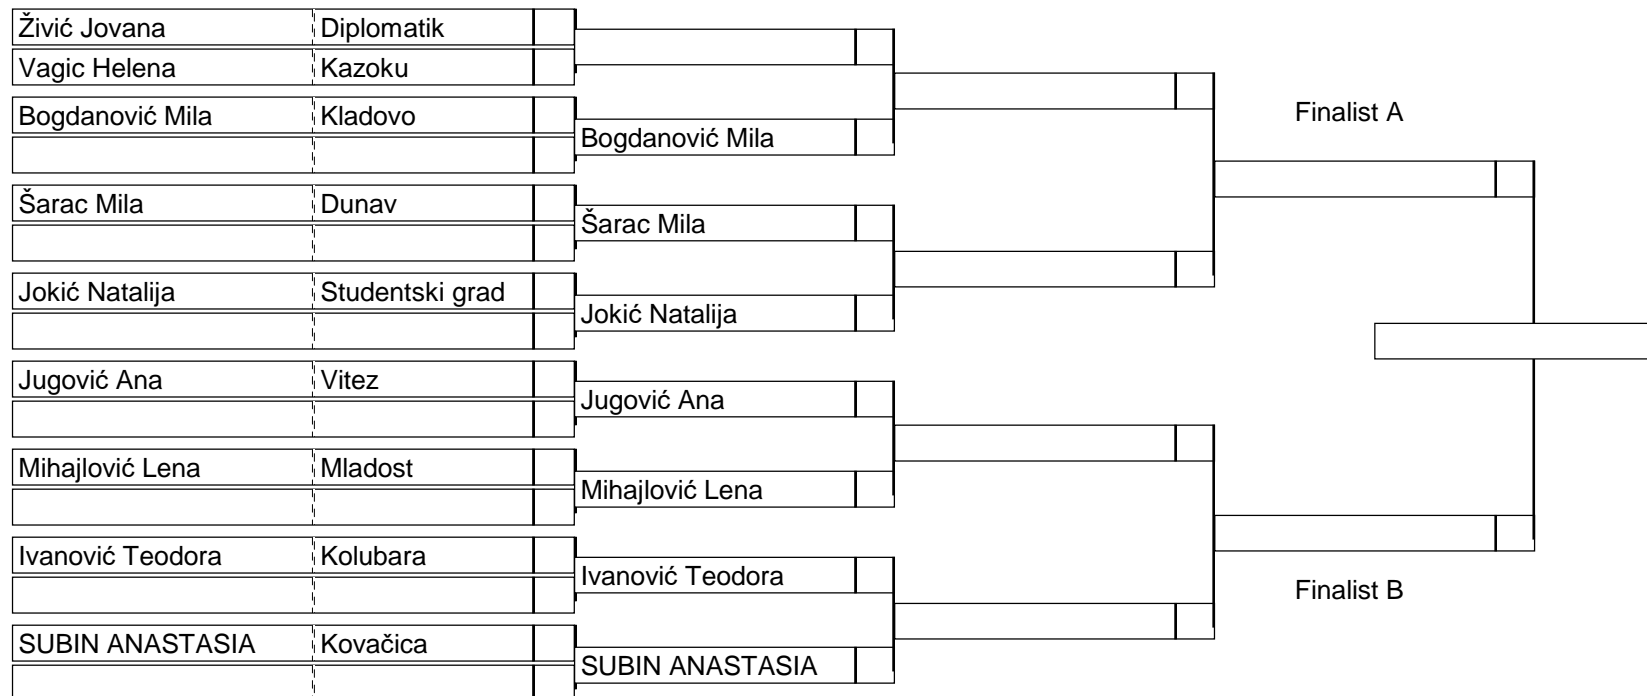 Živić Jovana Diplomatik
Vagic Helena Kazoku
Bogdanović Mila Kladovo
Bogdanović Mila
Finalist A
Šarac Mila Dunav
Šarac Mila
Jokić Natalija Studentski grad
Jokić Natalija
Jugović Ana Vitez
Jugović Ana
Mihajlović Lena Mladost
Mihajlović Lena
Ivanović Teodora Kolubara
Ivanović Teodora
Finalist B
SUBIN ANASTASIA Kovačica
SUBIN ANASTASIA